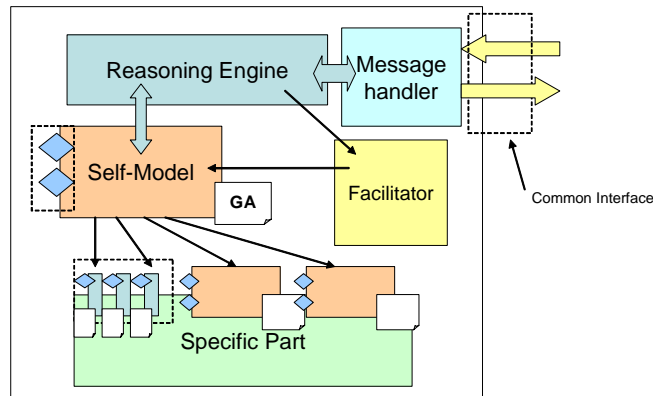 Reasoning Engine
Message
handler
Self-Model
GA
Facilitator
Common Interface
Specific Part